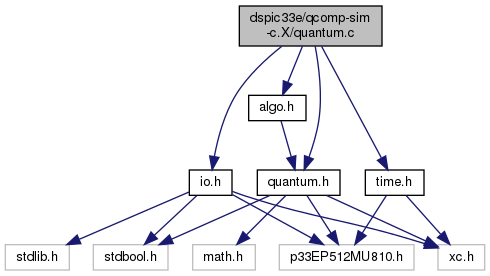 dspic33e/qcomp-sim
-c.X/quantum.c
algo.h
io.h
quantum.h
time.h
stdlib.h
stdbool.h
math.h
p33EP512MU810.h
xc.h